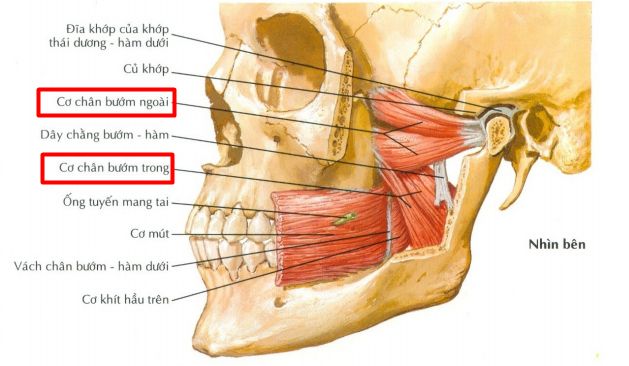 Đĩa khớp của khớp
thái dương - hàm dưới
Củ khớp
Cơ chân bướm ngoài
Dây chằng bướm - hàm
Cơ chân bướm trong
Ống tuyến mang tai
Cơ mút
Vách chân bướm - hàm dưới
Cơ khít hầu trên
Nhìn bên